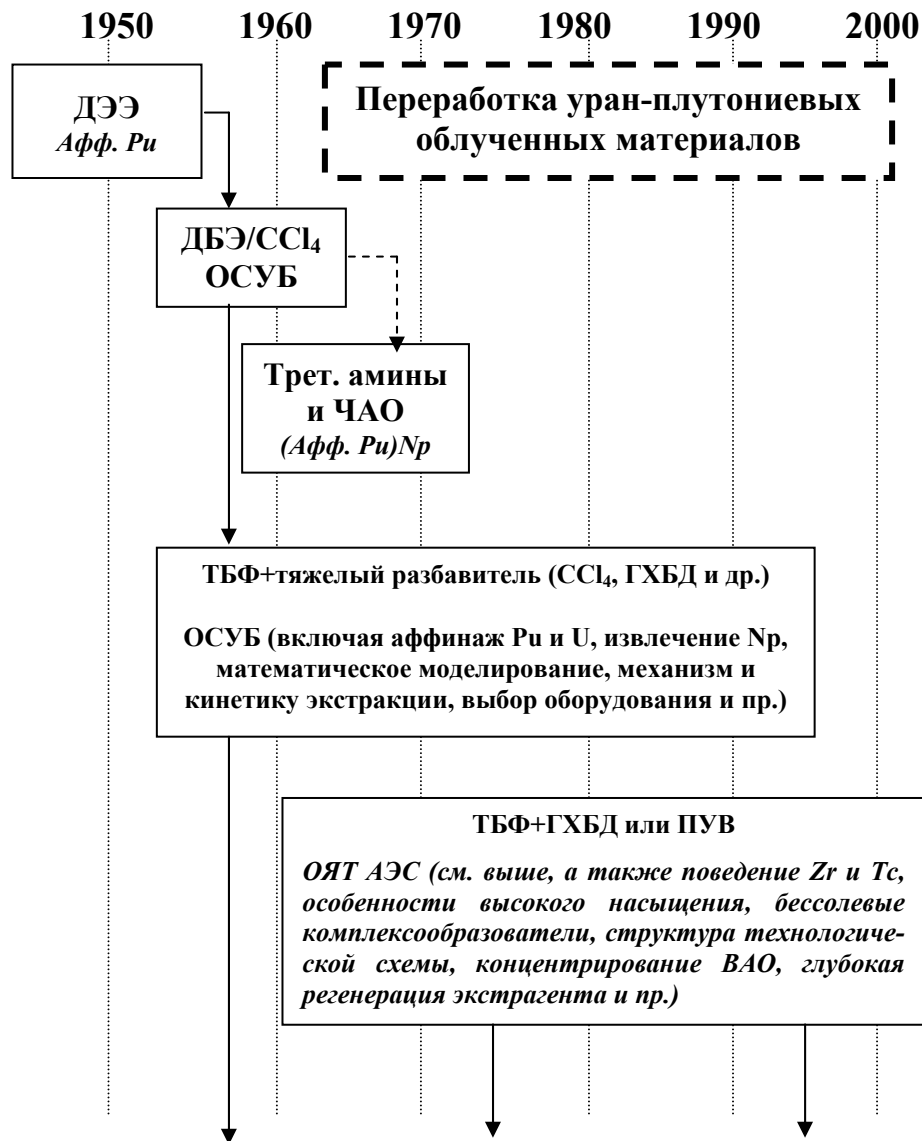 1950 1960 1970 1980 1990 2000
ДЭЭ
Афф. Pu
Переработка уран-плутониевых
облученных материалов
ДБЭ/CCl₄
ОСУБ
Трет. амины
и ЧАО
(Афф. Pu)Np
ТБФ+тяжелый разбавитель (CCl₄, ГХБД и др.)
ОСУБ (включая аффинаж Pu и U, извлечение Np,
математическое моделирование, механизм и
кинетику экстракции, выбор оборудования и пр.)
ТБФ+ГХБД или ПУВ
ОЯТ АЭС (см. выше, а также поведение Zr и Tc,
особенности высокого насыщения, бессолевые
комплексообразователи, структура технологиче-
ской схемы, концентрирование ВАО, глубокая
регенерация экстрагента и пр.)